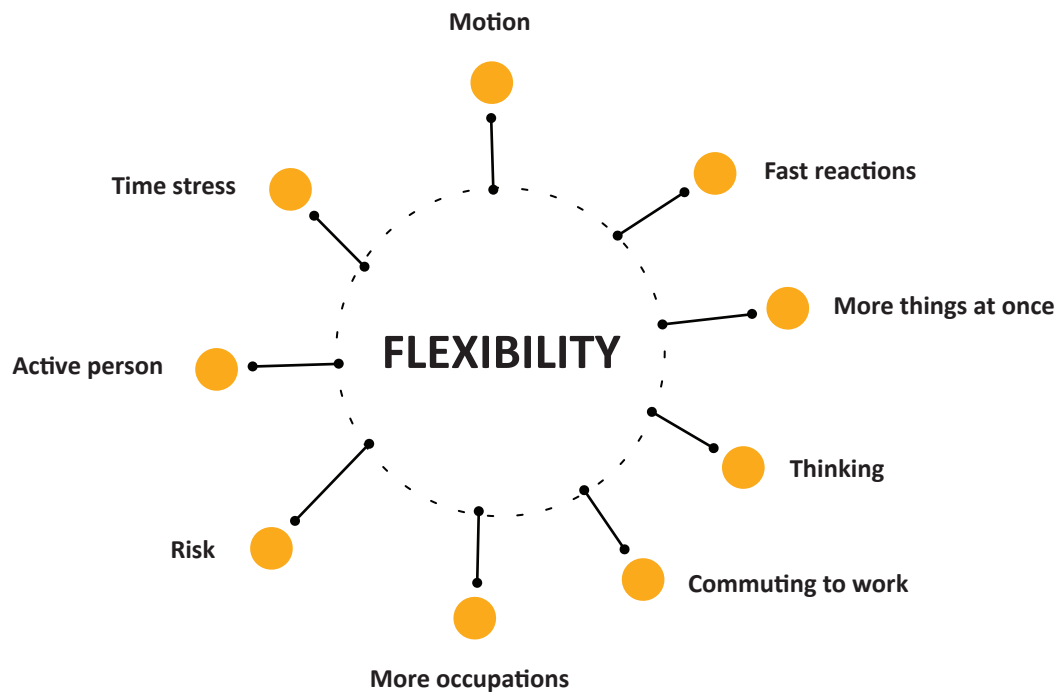 Motion
Fast reactions
Time stress
More things at once
FLEXIBILITY
Active person
Thinking
Risk
Commuting to work
More occupations